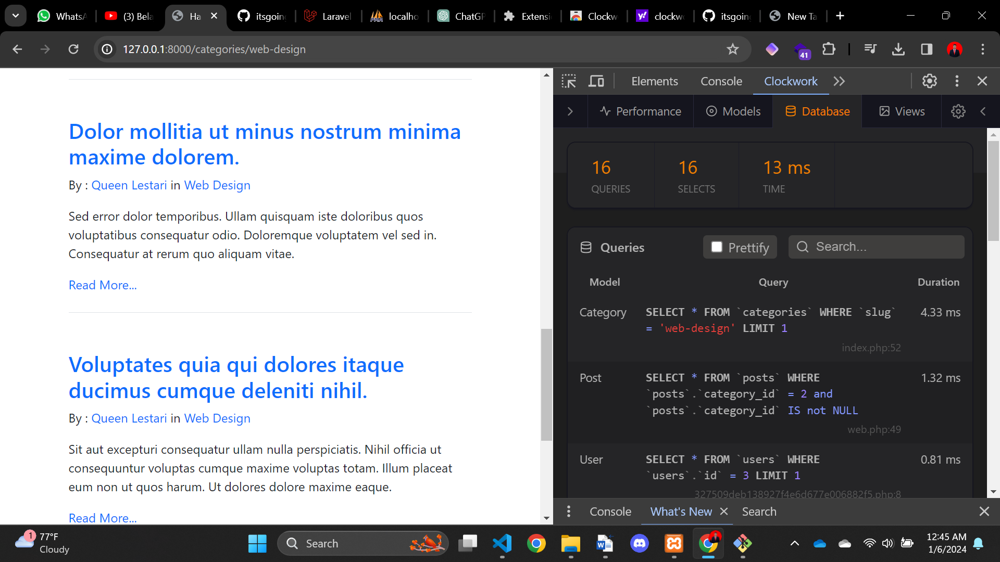 WhatsA
(3) Bela
Ha
itsgoin
Laravel
localho
ChatGP
Extensi
Clockw
clockwo
itsgoin
New Ta
127.0.0.1:8000/categories/web-design
41
Dolor mollitia ut minus nostrum minima
maxime dolorem.
By : Queen Lestari in Web Design
Sed error dolor temporibus. Ullam quisquam iste doloribus quos
voluptatibus consequatur odio. Doloremque voluptatem vel sed in.
Consequatur at rerum quo aliquam vitae.
Read More...
Voluptates quia qui dolores itaque
ducimus cumque deleniti nihil.
By : Queen Lestari in Web Design
Sit aut excepturi consequatur ullam nulla perspiciatis. Nihil officia ut
consequuntur voluptas cumque maxime voluptas totam. Illum placeat
eum non ut quos harum. Ut dolores dolore maxime eaque.
Read More...
Elements Console Clockwork
Performance Models Database Views
16 16 13 ms
QUERIES SELECTS TIME
Queries Prettify Search...
Model Query Duration
Category SELECT * FROM `categories` WHERE `slug` 4.33 ms
= 'web-design' LIMIT 1
index.php:52
Post SELECT * FROM `posts` WHERE 1.32 ms
`posts`.`category_id` = 2 and
`posts`.`category_id` IS not NULL
web.php:49
User SELECT * FROM `users` WHERE 0.81 ms
`users`.`id` = 3 LIMIT 1
327509deb138927f4e6d677e006882f5.php:8
Console What's New Search
1
77°F
Cloudy
Search
12:45 AM
1/6/2024